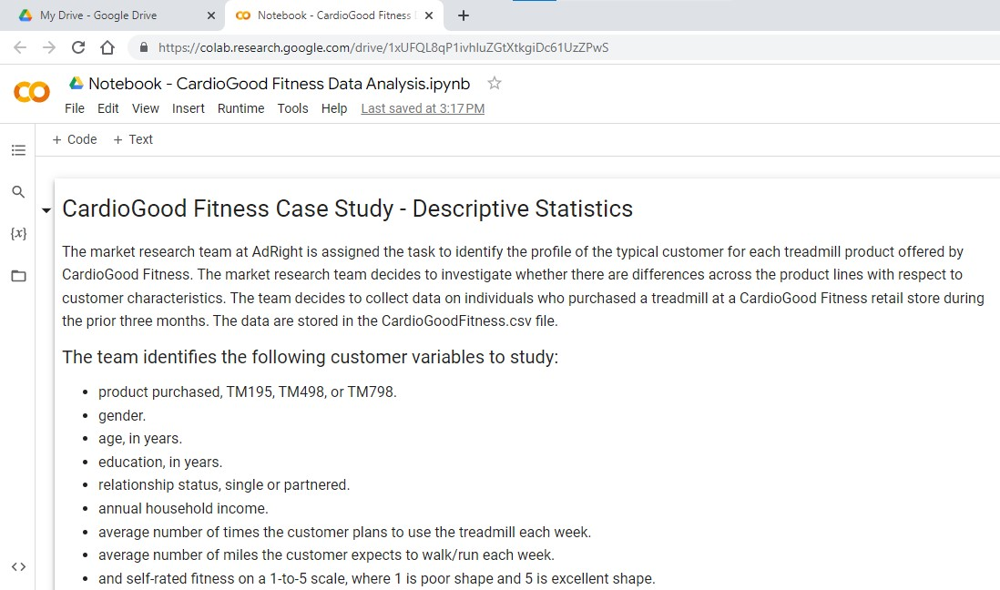 My Drive - Google Drive
Notebook - CardioGood Fitness
https://colab.research.google.com/drive/1xUFQL8qP1ivhluZGtXtkgiDc61UzZPwS
Notebook - CardioGood Fitness Data Analysis.ipynb
File Edit View Insert Runtime Tools Help Last saved at 3:17 PM
+ Code + Text
CardioGood Fitness Case Study - Descriptive Statistics
The market research team at AdRight is assigned the task to identify the profile of the typical customer for each treadmill product offered by
CardioGood Fitness. The market research team decides to investigate whether there are differences across the product lines with respect to
customer characteristics. The team decides to collect data on individuals who purchased a treadmill at a CardioGood Fitness retail store during
the prior three months. The data are stored in the CardioGoodFitness.csv file.
The team identifies the following customer variables to study:
• product purchased, TM195, TM498, or TM798.
• gender.
• age, in years.
• education, in years.
• relationship status, single or partnered.
• annual household income.
• average number of times the customer plans to use the treadmill each week.
• average number of miles the customer expects to walk/run each week.
• and self-rated fitness on a 1-to-5 scale, where 1 is poor shape and 5 is excellent shape.
{x}